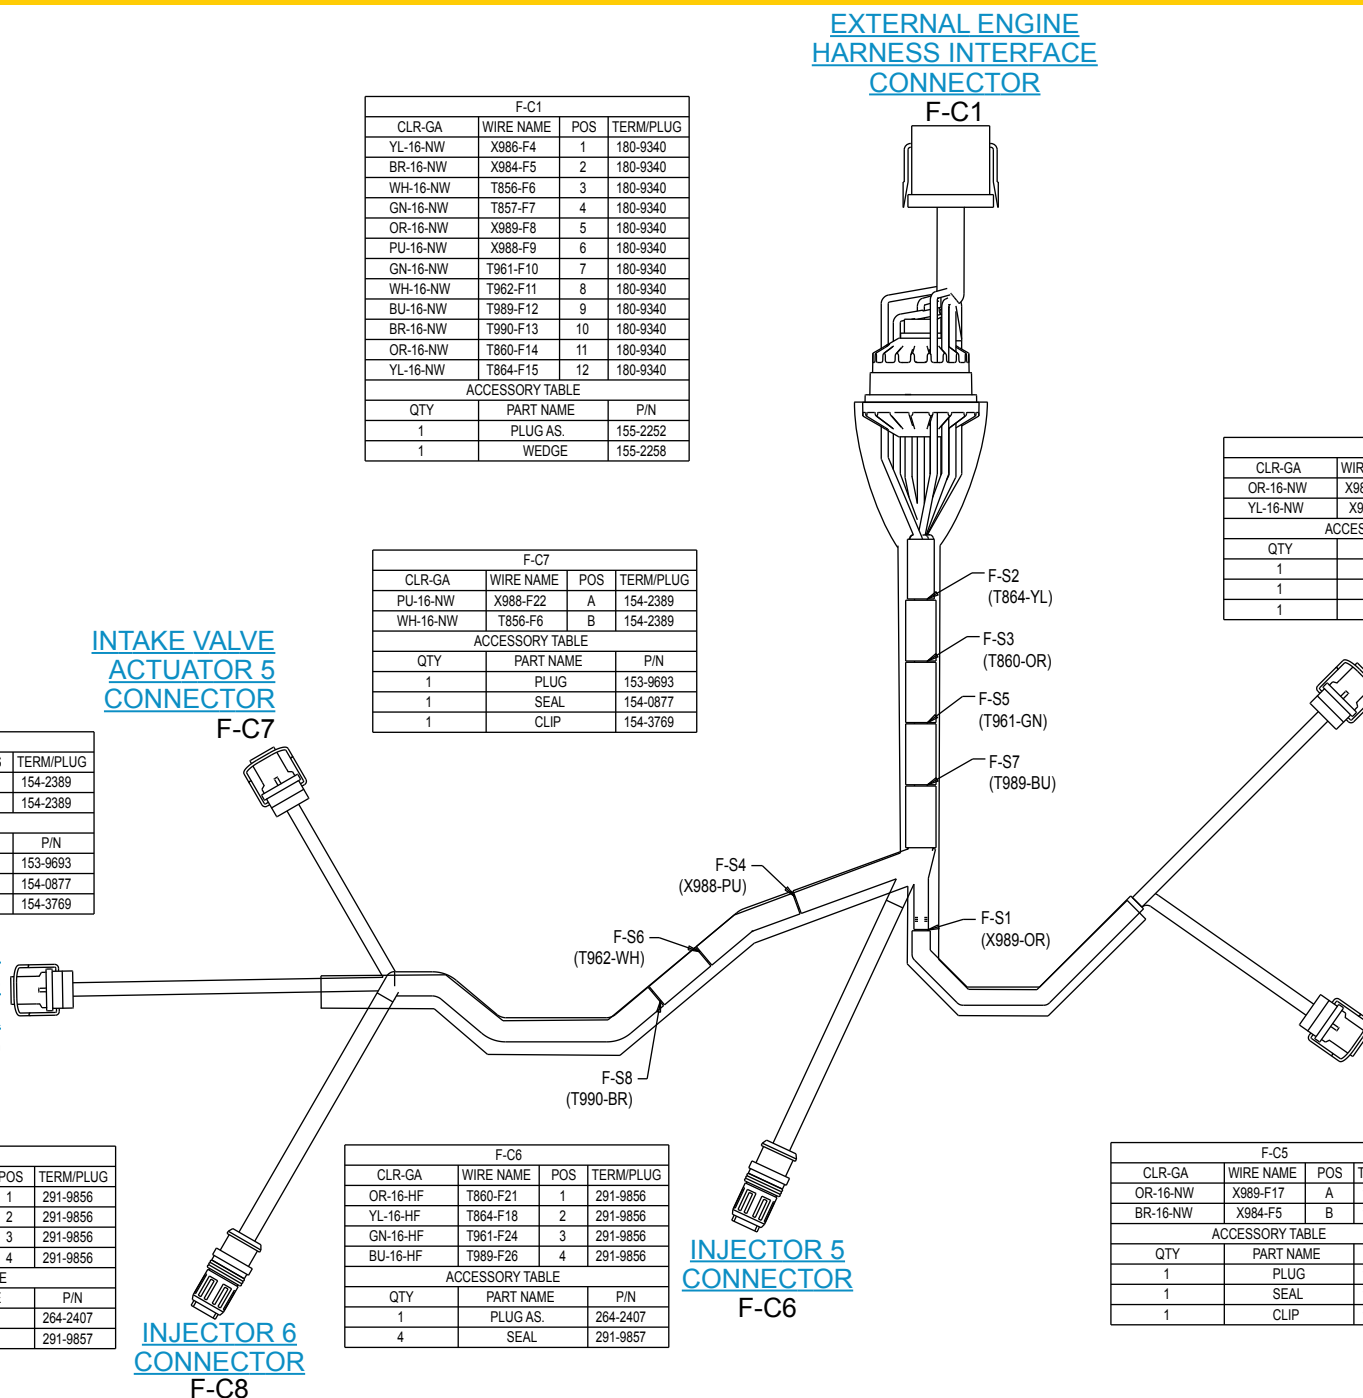 EXTERNAL ENGINE
HARNESS INTERFACE
CONNECTOR
F-C1
F-C1
CLR-GA WIRE NAME POS TERM/PLUG
YL-16-NW X986-F4 1 180-9340
BR-16-NW X984-F5 2 180-9340
WH-16-NW T856-F6 3 180-9340
GN-16-NW T857-F7 4 180-9340
OR-16-NW X989-F8 5 180-9340
PU-16-NW X988-F9 6 180-9340
GN-16-NW T961-F10 7 180-9340
WH-16-NW T962-F11 8 180-9340
BU-16-NW T989-F12 9 180-9340
BR-16-NW T990-F13 10 180-9340
OR-16-NW T860-F14 11 180-9340
YL-16-NW T864-F15 12 180-9340
ACCESSORY TABLE
QTY PART NAME P/N
1 PLUG AS. 155-2252
1 WEDGE 155-2258
CLR-GA WIR
OR-16-NW X98
YL-16-NW X9
ACCES
QTY
1
1
1
F-C7
CLR-GA WIRE NAME POS TERM/PLUG
PU-16-NW X988-F22 A 154-2389
WH-16-NW T856-F6 B 154-2389
ACCESSORY TABLE
QTY PART NAME P/N
1 PLUG 153-9693
1 SEAL 154-0877
1 CLIP 154-3769
F-S2
(T864-YL)
F-S3
(T860-OR)
F-S5
(T961-GN)
F-S7
(T989-BU)
INTAKE VALVE
ACTUATOR 5
CONNECTOR
F-C7
TERM/PLUG
154-2389
154-2389
P/N
153-9693
154-0877
154-3769
F-S4
(X988-PU)
F-S6
(T962-WH)
F-S1
(X989-OR)
F-S8
(T990-BR)
POS TERM/PLUG
1 291-9856
2 291-9856
3 291-9856
4 291-9856
E
E P/N
264-2407
291-9857
INJECTOR 6
CONNECTOR
F-C8
F-C6
CLR-GA WIRE NAME POS TERM/PLUG
OR-16-HF T860-F21 1 291-9856
YL-16-HF T864-F18 2 291-9856
GN-16-HF T961-F24 3 291-9856
BU-16-HF T989-F26 4 291-9856
ACCESSORY TABLE
QTY PART NAME P/N
1 PLUG AS. 264-2407
4 SEAL 291-9857
INJECTOR 5
CONNECTOR
F-C6
F-C5
CLR-GA WIRE NAME POS T
OR-16-NW X989-F17 A
BR-16-NW X984-F5 B
ACCESSORY TABLE
QTY PART NAME
1 PLUG
1 SEAL
1 CLIP